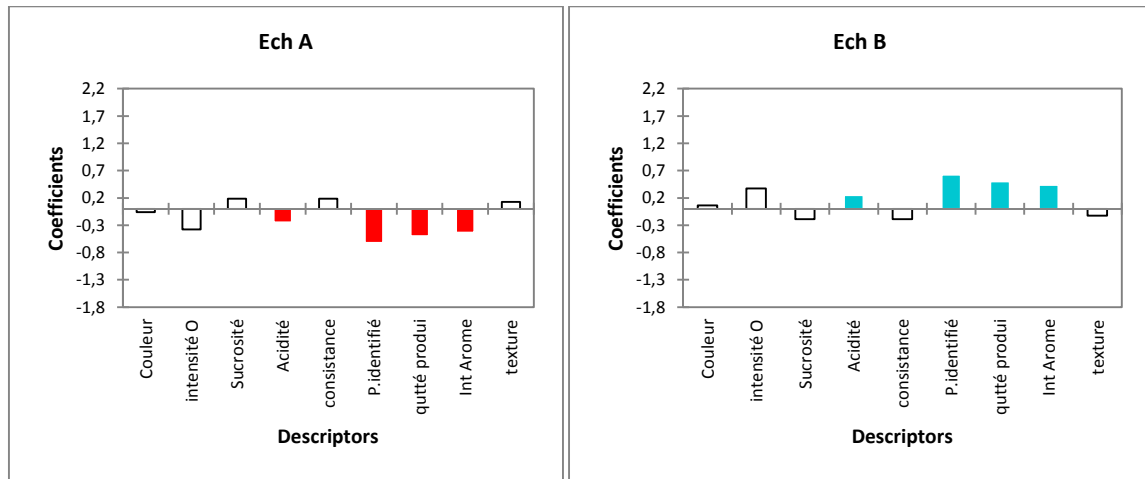 Ech A
2,2
1,7
1,2
0,7
0,2
-0,3
-0,8
-1,3
-1,8
Coefficients
Couleur
intensité O
Sucrosité
Acidité
consistance
P.identifié
qutté produi
Int Arome
texture
Descriptors
Ech B
2,2
1,7
1,2
0,7
0,2
-0,3
-0,8
-1,3
-1,8
Coefficients
Couleur
intensité O
Sucrosité
Acidité
consistance
P.identifié
qutté produi
Int Arome
texture
Descriptors